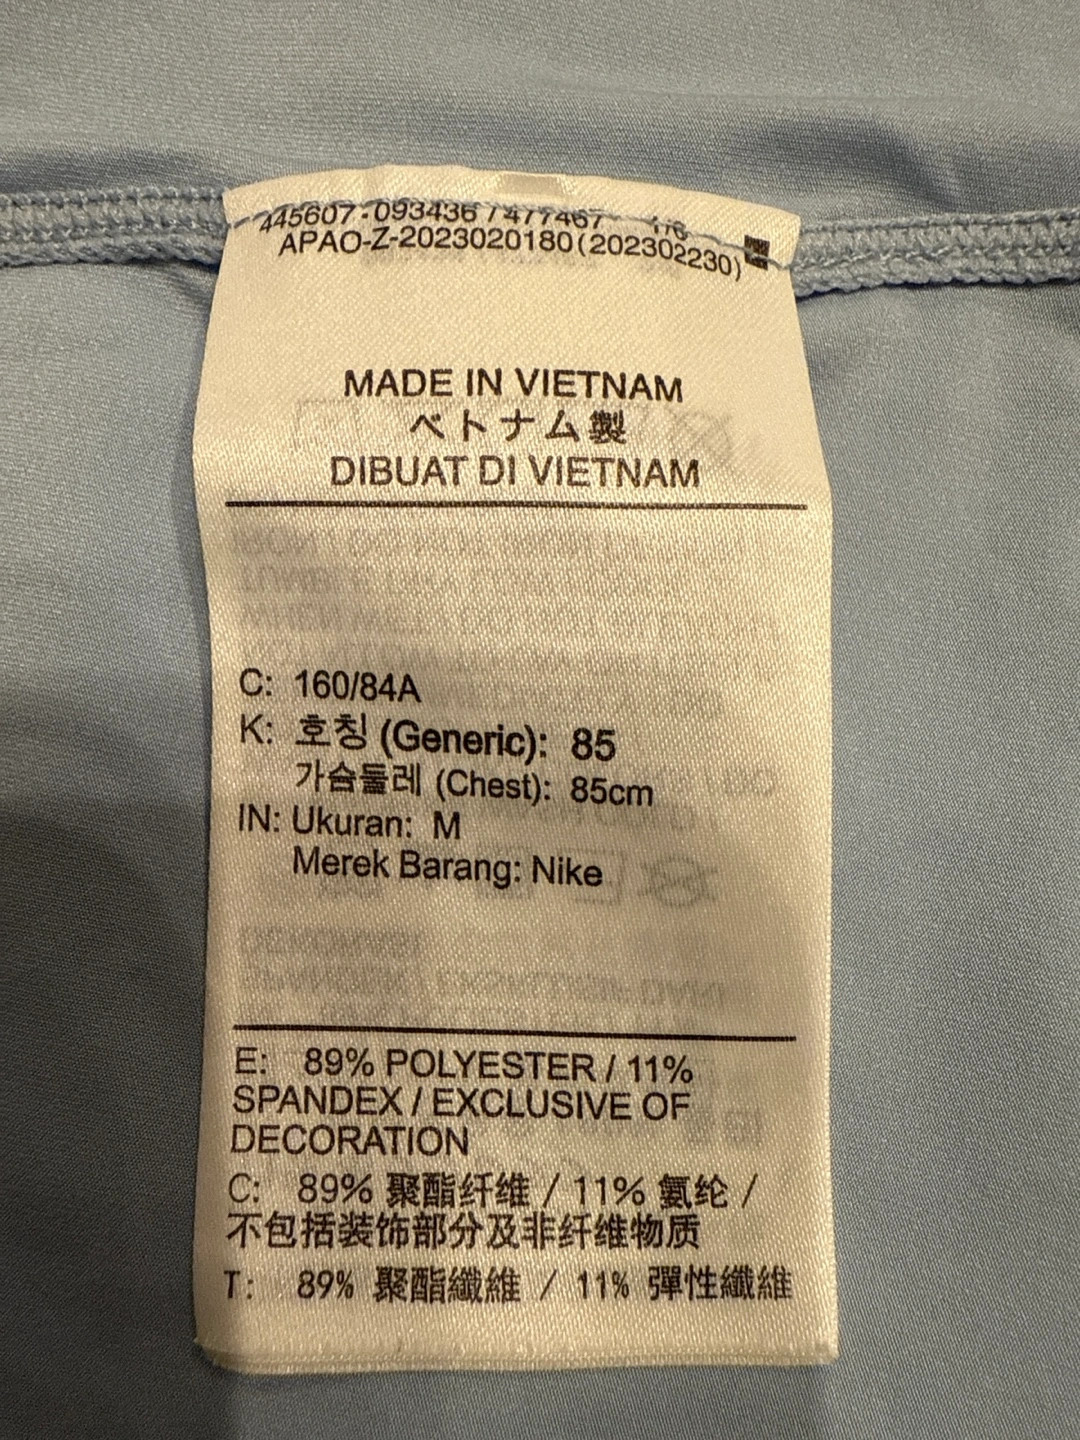 445607-093436 / 477467 1/6
APAO-Z-2023020180(202302230)
MADE IN VIETNAM
ベトナム製
DIBUAT DI VIETNAM
C: 160/84A
K: 호칭 (Generic): 85
가슴둘레 (Chest): 85cm
IN: Ukuran: M
Merek Barang: Nike
E: 89% POLYESTER / 11%
SPANDEX / EXCLUSIVE OF
DECORATION
C: 89% 聚酯纤维 / 11% 氨纶 /
不包括装饰部分及非纤维物质
T: 89% 聚酯纖維 / 11% 彈性纖維